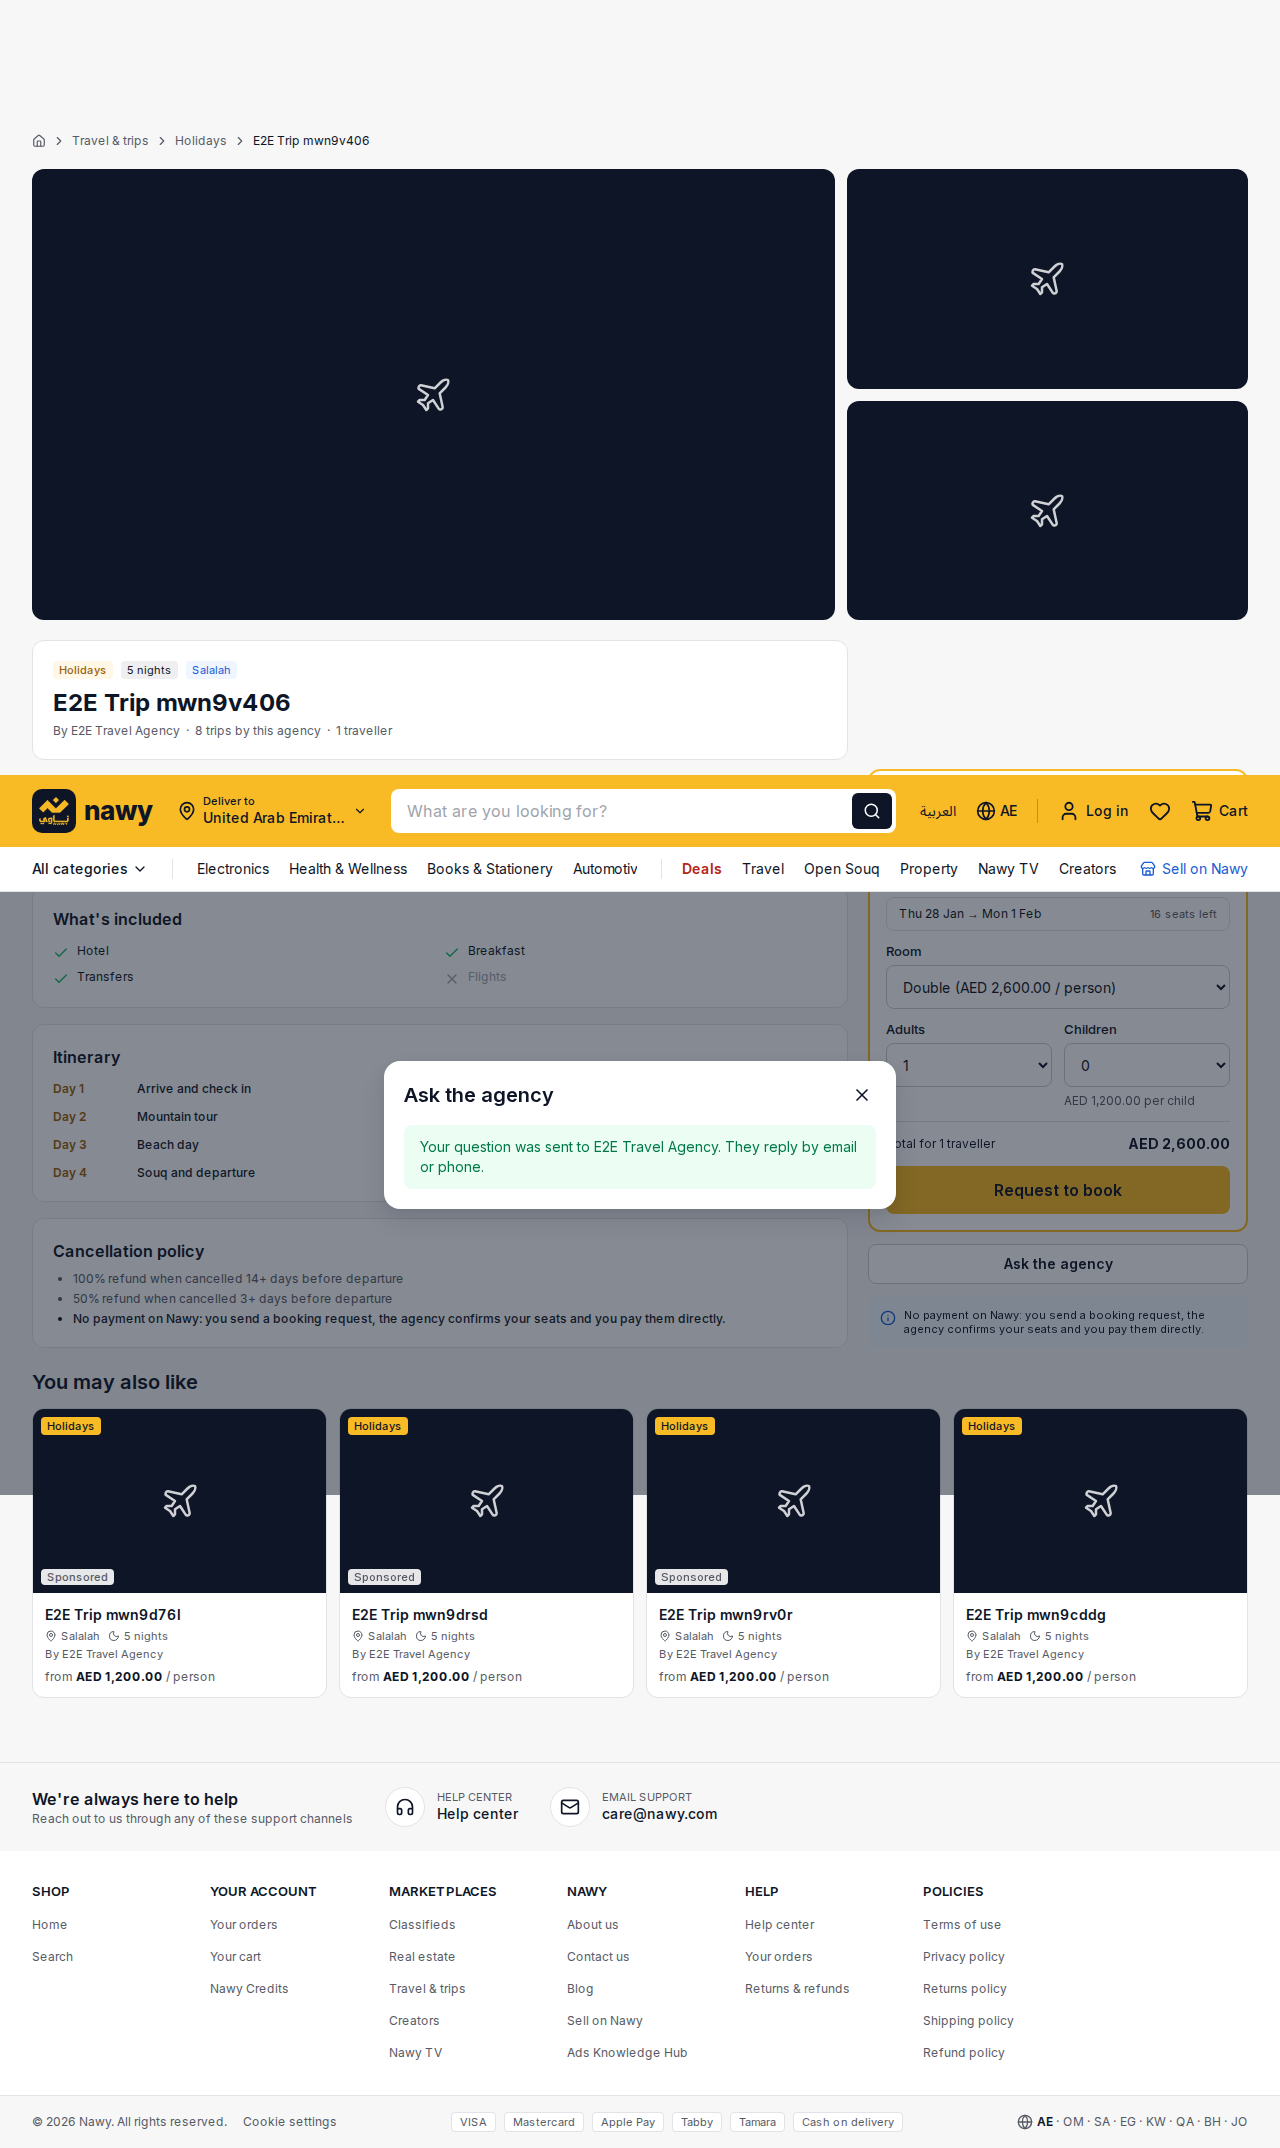 Travel & trips
Holidays
E2E Trip mwn9v406
Holidays
5 nights
Salalah
E2E Trip mwn9v406
By E2E Travel Agency · 8 trips by this agency · 1 traveller
ناوي
NAWY
nawy
Deliver to
United Arab Emirat...
What are you looking for?
العربية
AE
Log in
Cart
All categories
Electronics
Health & Wellness
Books & Stationery
Automotiv
Deals
Travel
Open Souq
Property
Nawy TV
Creators
Sell on Nawy
What's included
Hotel
Breakfast
Transfers
Flights
Itinerary
Day 1 Arrive and check in
Day 2 Mountain tour
Day 3 Beach day
Day 4 Souq and departure
Cancellation policy
100% refund when cancelled 14+ days before departure
50% refund when cancelled 3+ days before departure
No payment on Nawy: you send a booking request, the agency confirms your seats and you pay them directly.
Thu 28 Jan → Mon 1 Feb
16 seats left
Room
Double (AED 2,600.00 / person)
Adults
Children
1
0
AED 1,200.00 per child
for 1 traveller
AED 2,600.00
Request to book
Ask the agency
No payment on Nawy: you send a booking request, the
agency confirms your seats and you pay them directly.
Ask the agency
Your question was sent to E2E Travel Agency. They reply by email
or phone.
You may also like
Holidays
Sponsored
E2E Trip mwn9d76l
Salalah 5 nights
By E2E Travel Agency
from AED 1,200.00 / person
Holidays
Sponsored
E2E Trip mwn9drsd
Salalah 5 nights
By E2E Travel Agency
from AED 1,200.00 / person
Holidays
Sponsored
E2E Trip mwn9rv0r
Salalah 5 nights
By E2E Travel Agency
from AED 1,200.00 / person
Holidays
E2E Trip mwn9cddg
Salalah 5 nights
By E2E Travel Agency
from AED 1,200.00 / person
We're always here to help
Reach out to us through any of these support channels
HELP CENTER
Help center
EMAIL SUPPORT
care@nawy.com
SHOP
Home
Search
YOUR ACCOUNT
Your orders
Your cart
Nawy Credits
MARKETPLACES
Classifieds
Real estate
Travel & trips
Creators
Nawy TV
NAWY
About us
Contact us
Blog
Sell on Nawy
Ads Knowledge Hub
HELP
Help center
Your orders
Returns & refunds
POLICIES
Terms of use
Privacy policy
Returns policy
Shipping policy
Refund policy
© 2026 Nawy. All rights reserved.
Cookie settings
VISA
Mastercard
Apple Pay
Tabby
Tamara
Cash on delivery
AE · OM · SA · EG · KW · QA · BH · JO